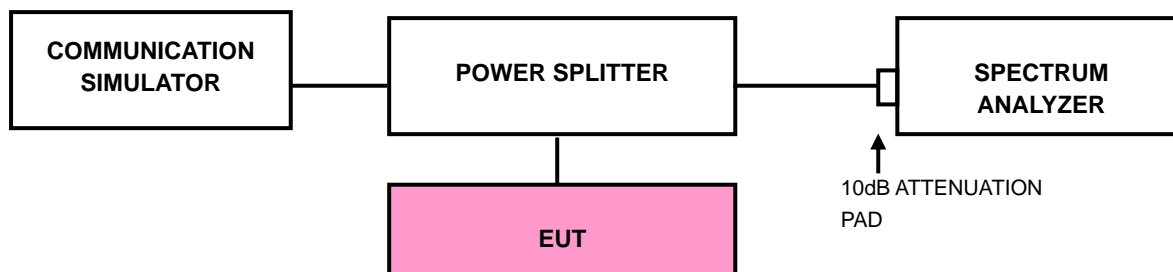 COMMUNICATION
SIMULATOR
POWER SPLITTER
SPECTRUM
ANALYZER
10dB ATTENUATION
PAD
EUT